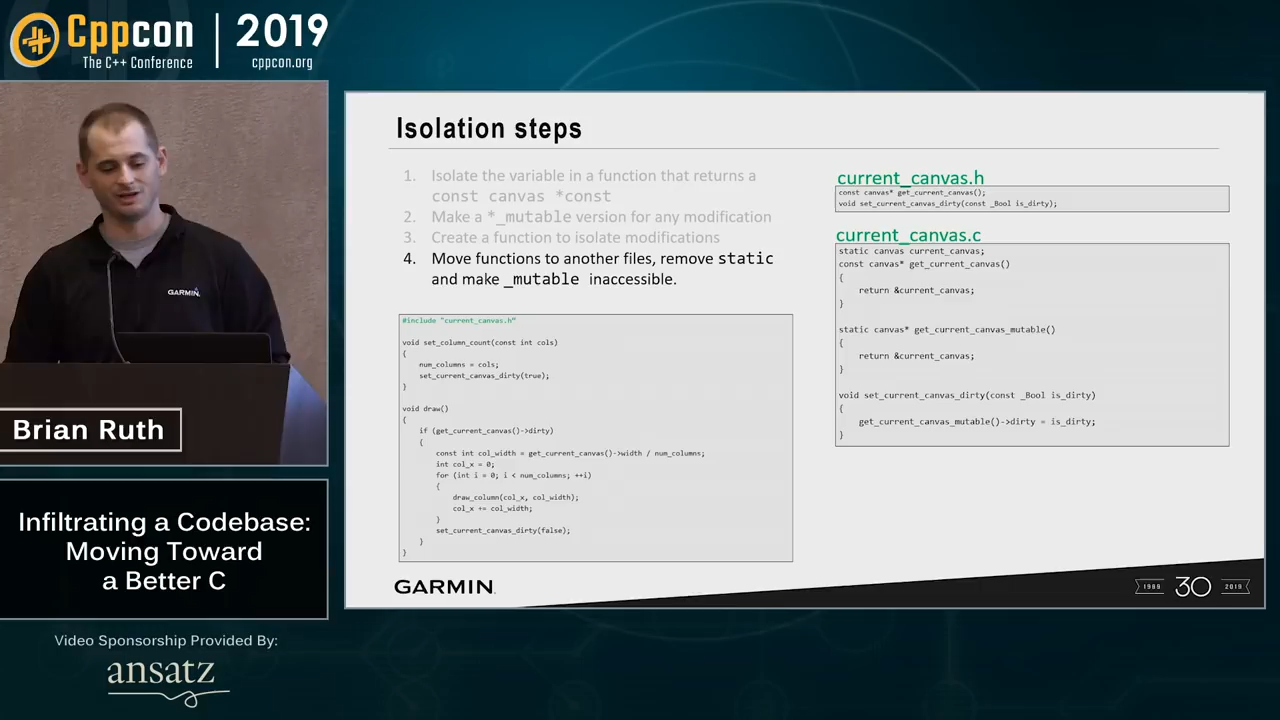 Cppcon
The C++ Conference
2019
cppcon.org
GARMIN
Brian Ruth
Infiltrating a Codebase:
Moving Toward
a Better C
Video Sponsorship Provided By:
ansatz
Isolation steps
1. Isolate the variable in a function that returns a
const canvas *const
2. Make a *_mutable version for any modification
3. Create a function to isolate modifications
4. Move functions to another files, remove static
and make _mutable inaccessible.
#include "current_canvas.h"
void set_column_count(const int cols)
{
num_columns = cols;
set_current_canvas_dirty(true);
}
void draw()
{
if (get_current_canvas()->dirty)
{
const int col_width = get_current_canvas()->width / num_columns;
int col_x = 0;
for (int i = 0; i < num_columns; ++i)
{
draw_column(col_x, col_width);
col_x += col_width;
}
set_current_canvas_dirty(false);
}
}
current_canvas.h
const canvas* get_current_canvas();
void set_current_canvas_dirty(const _Bool is_dirty);
current_canvas.c
static canvas current_canvas;
const canvas* get_current_canvas()
{
return &current_canvas;
}
static canvas* get_current_canvas_mutable()
{
return &current_canvas;
}
void set_current_canvas_dirty(const _Bool is_dirty)
{
get_current_canvas_mutable()->dirty = is_dirty;
}
GARMIN
1989 30 2019